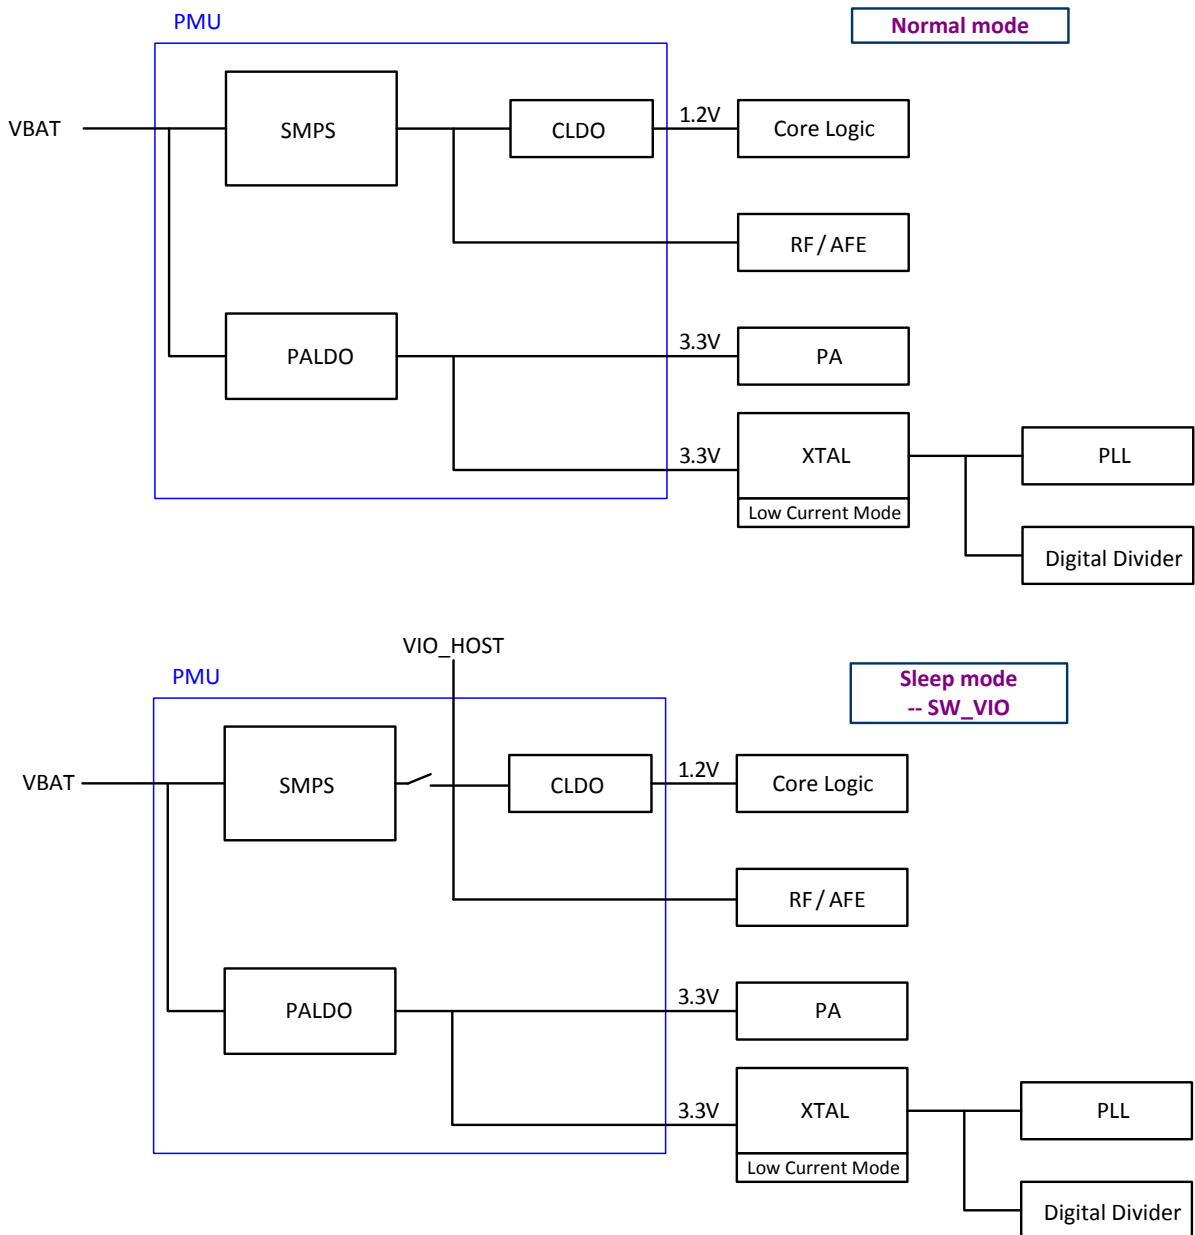 PMU
Normal mode
VBAT
SMPS
CLDO
1.2V
Core Logic
RF / AFE
PALDO
3.3V
PA
3.3V
XTAL
Low Current Mode
PLL
Digital Divider
VIO_HOST
PMU
Sleep mode
-- SW_VIO
VBAT
SMPS
CLDO
1.2V
Core Logic
RF / AFE
PALDO
3.3V
PA
3.3V
XTAL
Low Current Mode
PLL
Digital Divider